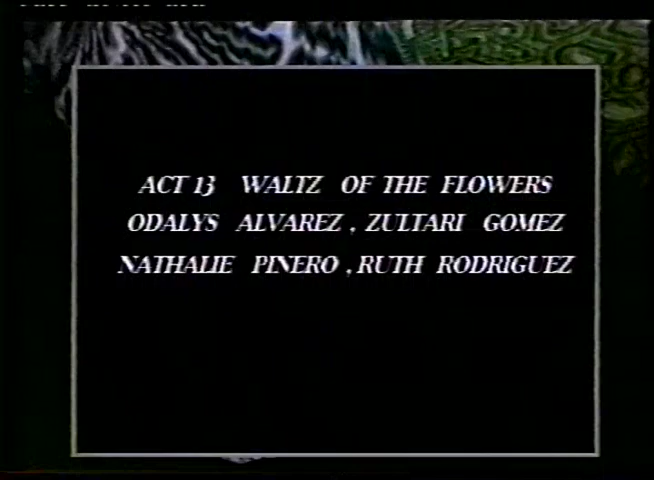 ACT 13 WALTZ OF THE FLOWERS
ODALYS ALVAREZ , ZULTARI GOMEZ
NATHALIE PINERO , RUTH RODRIGUEZ